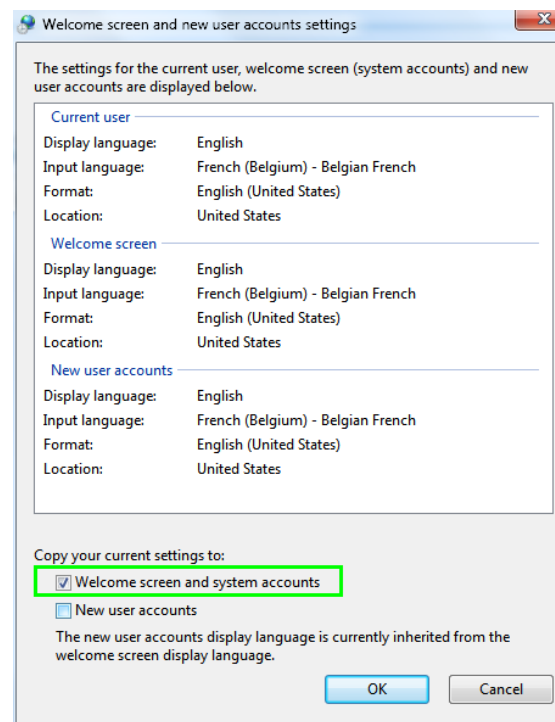 Welcome screen and new user accounts settings
The settings for the current user, welcome screen (system accounts) and new
user accounts are displayed below.
Current user
Display language: English
Input language: French (Belgium) - Belgian French
Format: English (United States)
Location: United States
Welcome screen
Display language: English
Input language: French (Belgium) - Belgian French
Format: English (United States)
Location: United States
New user accounts
Display language: English
Input language: French (Belgium) - Belgian French
Format: English (United States)
Location: United States
Copy your current settings to:
Welcome screen and system accounts
New user accounts
The new user accounts display language is currently inherited from the
welcome screen display language.
OK Cancel